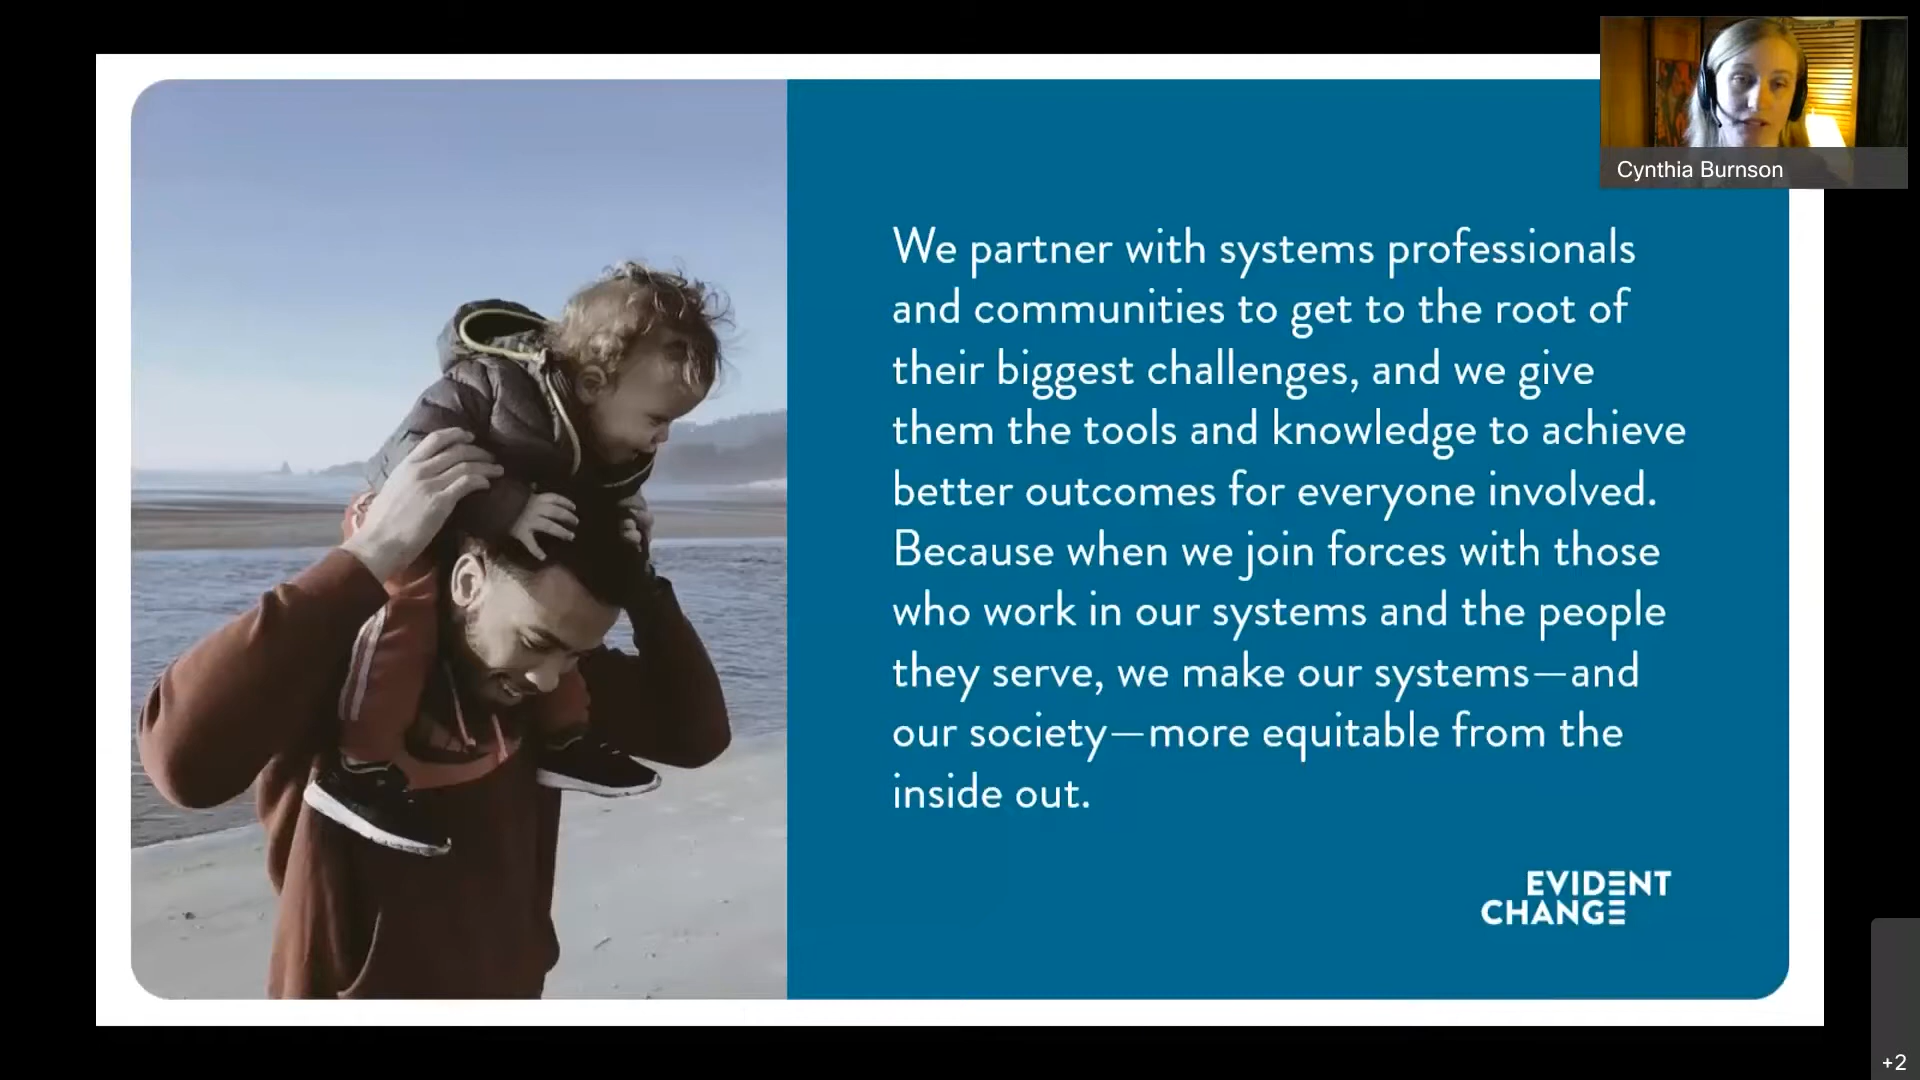 Cynthia Burnson
We partner with systems professionals
and communities to get to the root of
their biggest challenges, and we give
them the tools and knowledge to achieve
better outcomes for everyone involved.
Because when we join forces with those
who work in our systems and the people
they serve, we make our systems—and
our society—more equitable from the
inside out.
EVIDENT
CHANGE
+2